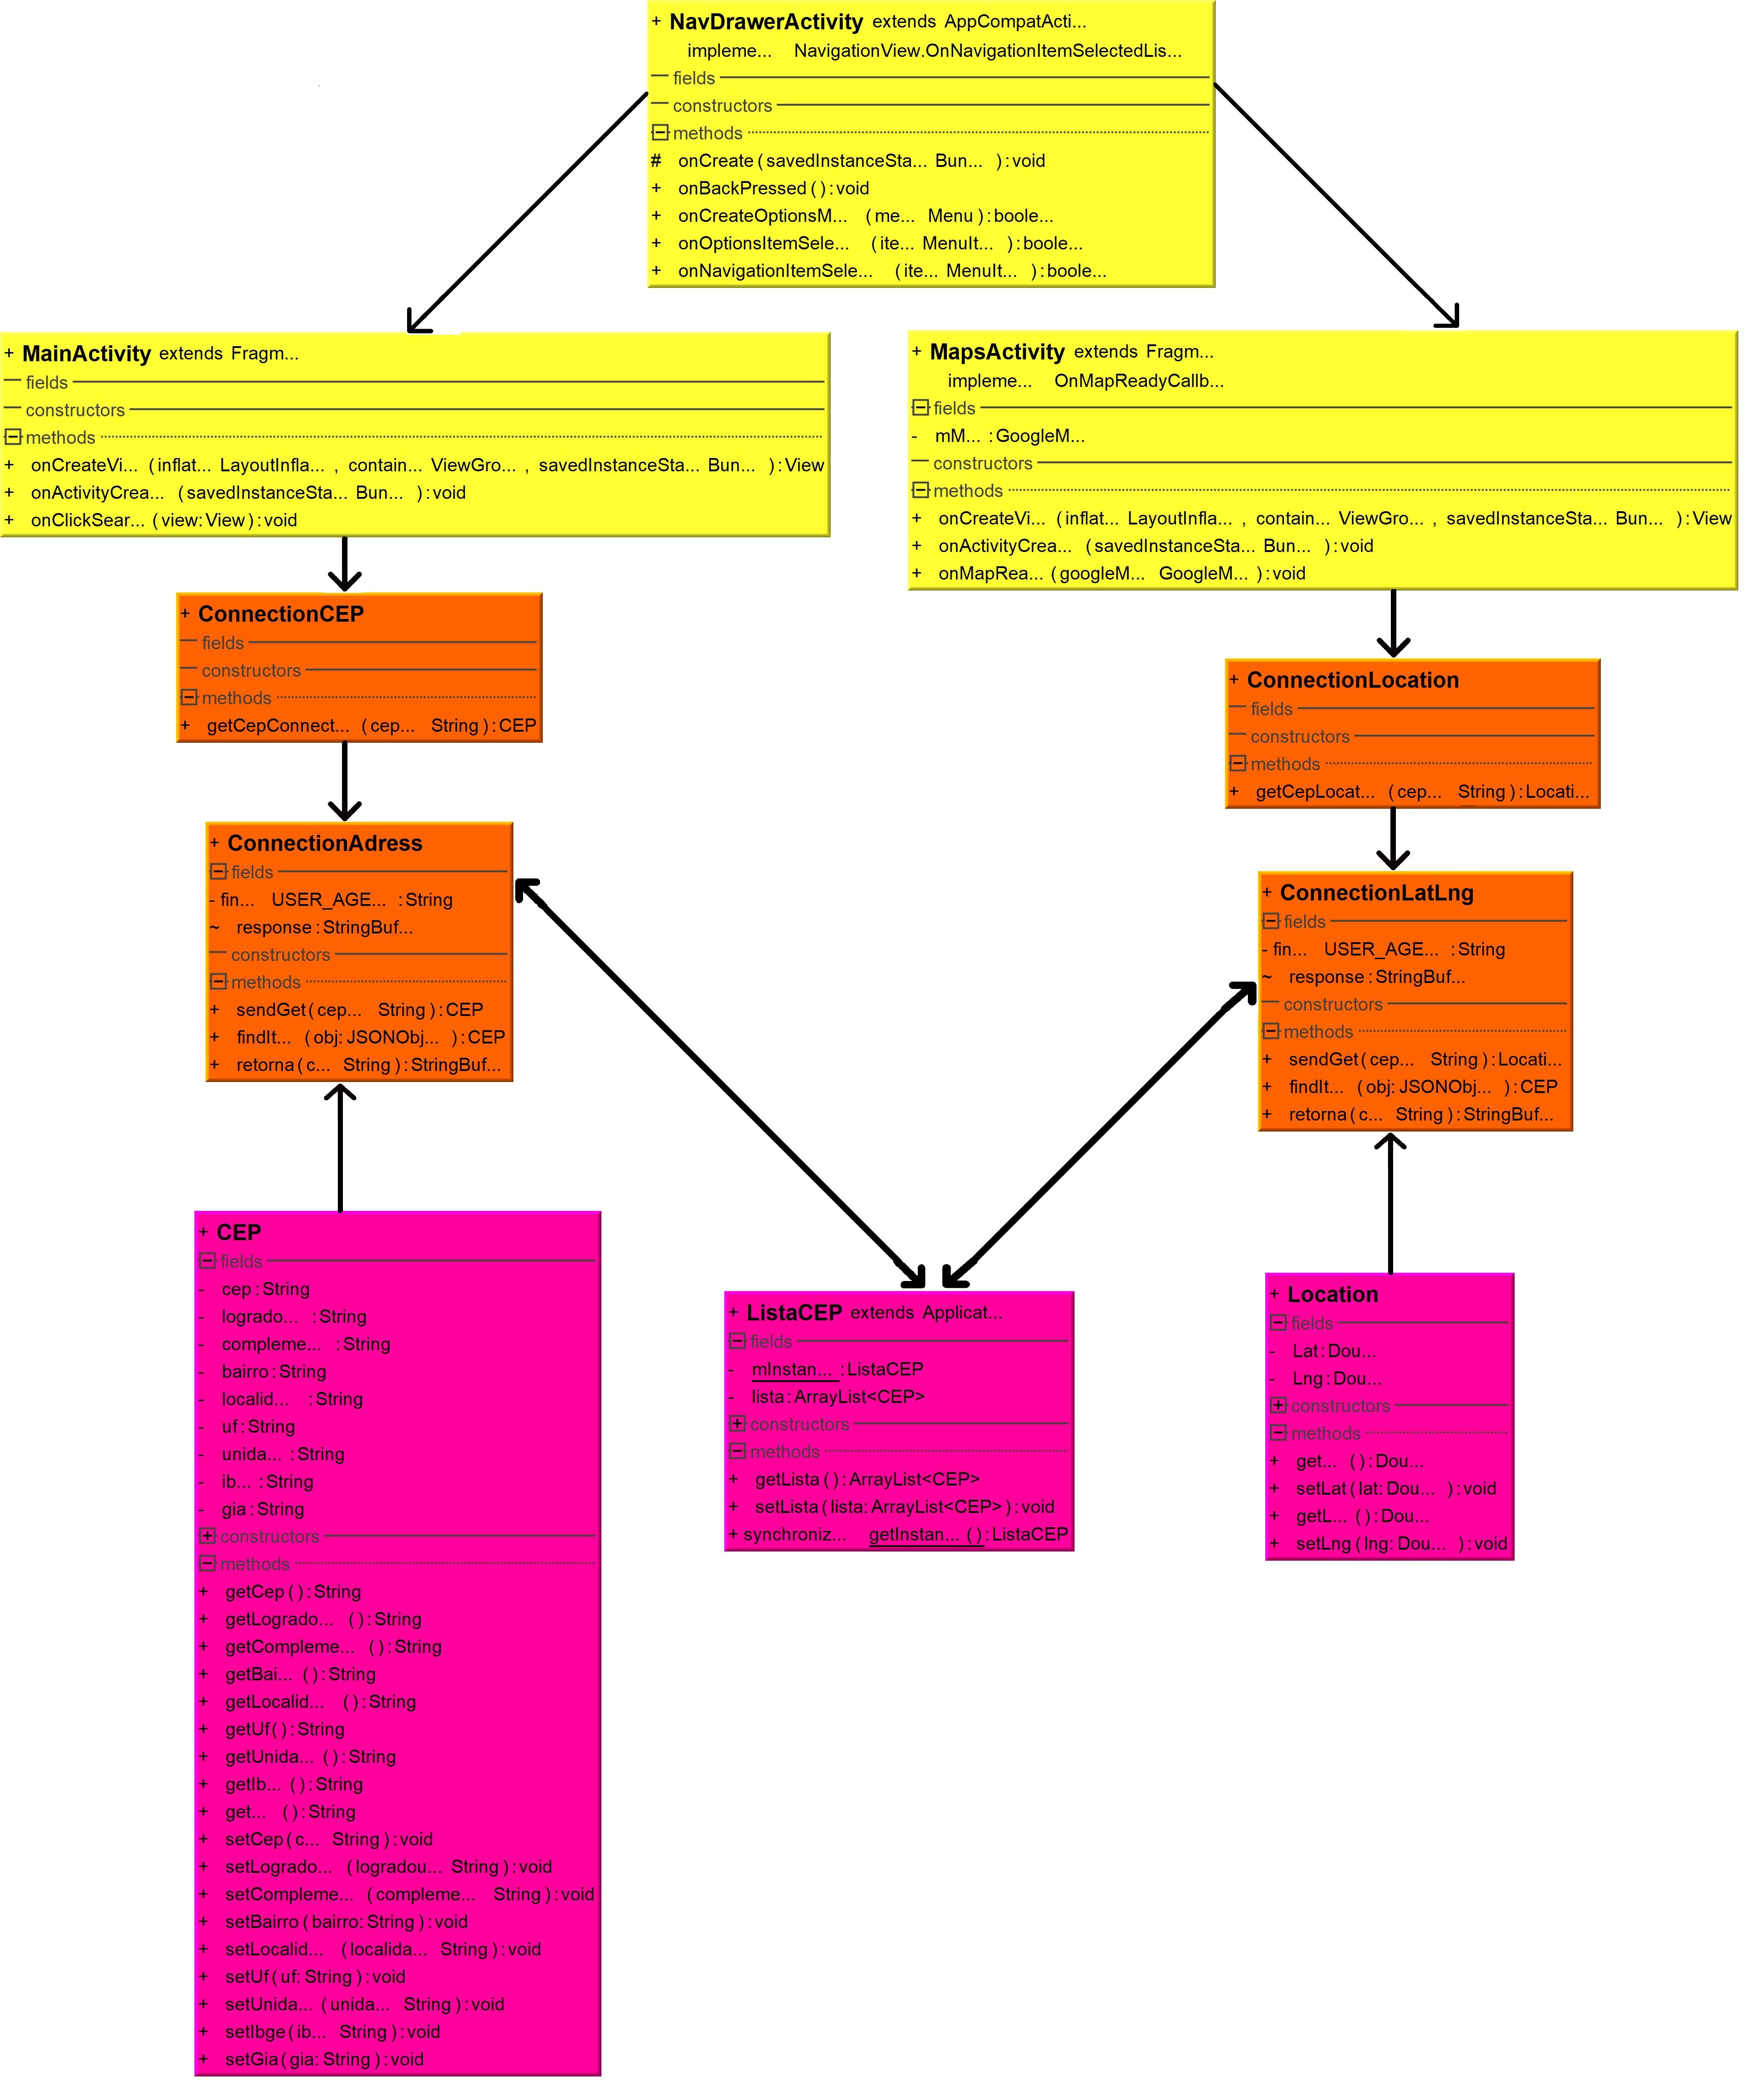 + NavDrawerActivity extends AppCompatActi...
impleme... NavigationView.OnNavigationItemSelectedLis...
fields
constructors
methods
# onCreate(savedInstanceSta... Bun... ):void
+ onBackPressed():void
+ onCreateOptionsM... (me... Menu):boole...
+ onOptionsItemSele... (ite... MenuIt... ):boole...
+ onNavigationItemSele... (ite... MenuIt... ):boole...
+ MainActivity extends Fragm...
fields
constructors
methods
+ onCreateVi... (inflat... LayoutInfla... , contain... ViewGro... , savedInstanceSta... Bun... ):View
+ onActivityCrea... (savedInstanceSta... Bun... ):void
+ onClickSear... (view:View):void
+ MapsActivity extends Fragm...
impleme... OnMapReadyCallb...
fields
- mM... :GoogleM...
constructors
methods
+ onCreateVi... (inflat... LayoutInfla... , contain... ViewGro... , savedInstanceSta... Bun... ):View
+ onActivityCrea... (savedInstanceSta... Bun... ):void
+ onMapRea... (googleM... GoogleM... ):void
+ ConnectionCEP
fields
constructors
methods
+ getCepConnect... (cep... String):CEP
+ ConnectionLocation
fields
constructors
methods
+ getCepLocat... (cep... String):Locati...
+ ConnectionAdress
fields
- fin... USER_AGE... :String
~ response:StringBuf...
constructors
methods
+ sendGet(cep... String):CEP
+ findIt... (obj:JSONObj... ):CEP
+ retorna(c... String):StringBuf...
+ ConnectionLatLng
fields
- fin... USER_AGE... :String
~ response:StringBuf...
constructors
methods
+ sendGet(cep... String):Locati...
+ findIt... (obj:JSONObj... ):CEP
+ retorna(c... String):StringBuf...
+ CEP
fields
- cep:String
- logrado... :String
- compleme... :String
- bairro:String
- localid... :String
- uf:String
- unida... :String
- ib... :String
- gia:String
constructors
methods
+ getCep():String
+ getLogrado... ():String
+ getCompleme... ():String
+ getBai... ():String
+ getLocalid... ():String
+ getUf():String
+ getUnida... ():String
+ getIb... ():String
+ get... ():String
+ setCep(c... String):void
+ setLogrado... (logradou... String):void
+ setCompleme... (compleme... String):void
+ setBairro(bairro:String):void
+ setLocalid... (localida... String):void
+ setUf(uf:String):void
+ setUnida... (unida... String):void
+ setIbge(ib... String):void
+ setGia(gia:String):void
+ ListaCEP extends Applicat...
fields
- mInstan... :ListaCEP
- lista:ArrayList<CEP>
constructors
methods
+ getLista():ArrayList<CEP>
+ setLista(lista:ArrayList<CEP>):void
+ synchroniz... getInstan... ():ListaCEP
+ Location
fields
- Lat:Dou...
- Lng:Dou...
constructors
methods
+ get... ():Dou...
+ setLat(lat:Dou... ):void
+ getL... ():Dou...
+ setLng(lng:Dou... ):void